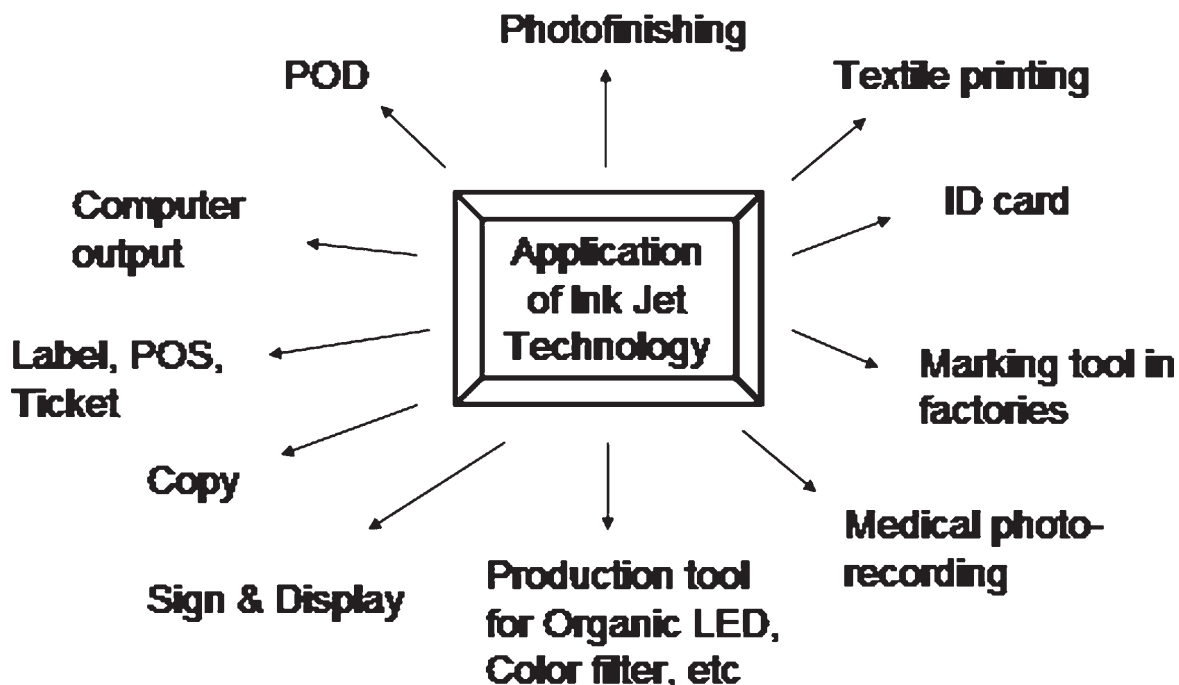 Photofinishing
POD
Textile printing
Computer
output
ID card
Application
of Ink Jet
Technology
Label, POS,
Ticket
Marking tool in
factories
Copy
Medical photo-
recording
Sign & Display
Production tool
for Organic LED,
Color filter, etc